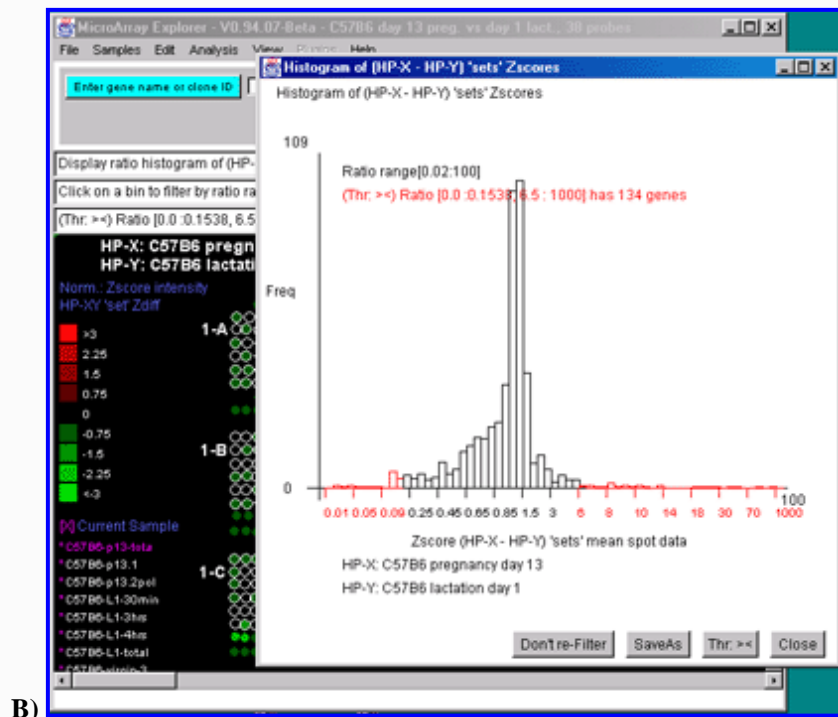 MicroArray Explorer - V0.94.07-Beta - C57B6 day 13 preg. vs day 1 lact., 38 probes
File Samples Edit Analysis View Plugins Help
Enter gene name or clone ID
Display ratio histogram of (HP-
Click on a bin to filter by ratio ra
(Thr: ><) Ratio [0.0 :0.1538, 6.5
HP-X: C57B6 pregn
HP-Y: C57B6 lactati
Norm.: Zscore intensity
HP-XY 'set' Zdiff
>3
2.25
1.5
0.75
0
-0.75
-1.5
-2.25
<-3
1-A
1-B
1-C
[X] Current Sample
*C57B6-p13-tota
*C57B6-p13.1
*C57B6-p13.2pol
*C57B6-L1-30min
*C57B6-L1-3hrs
*C57B6-L1-4hrs
*C57B6-L1-total
*C57B6-virgin-3
Histogram of (HP-X - HP-Y) 'sets' Zscores
Histogram of (HP-X - HP-Y) 'sets' Zscores
109
Ratio range[0.02:100]
(Thr: ><) Ratio [0.0 :0.1538, 6.5 : 1000] has 134 genes
Freq
0
100
0.01 0.05 0.09 0.25 0.45 0.65 0.85 1.5 3 6 8 10 14 18 30 70 1000
Zscore (HP-X - HP-Y) 'sets' mean spot data
HP-X: C57B6 pregnancy day 13
HP-Y: C57B6 lactation day 1
Don't re-Filter SaveAs Thr: >< Close
B)